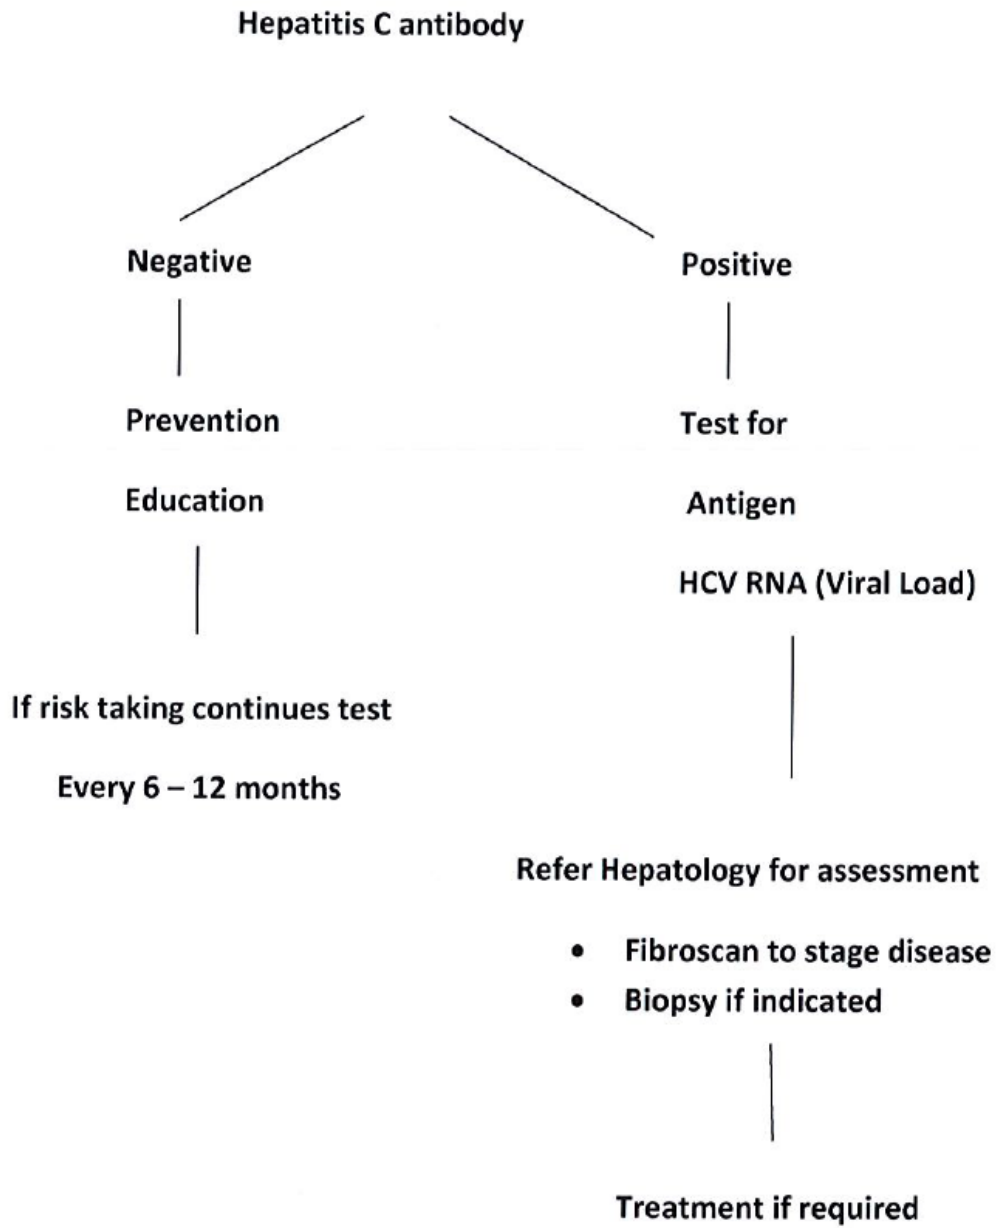 Hepatitis C antibody
Negative
Prevention
Education
If risk taking continues test
Every 6 – 12 months
Positive
Test for
Antigen
HCV RNA (Viral Load)
Refer Hepatology for assessment
• Fibroscan to stage disease
• Biopsy if indicated
Treatment if required